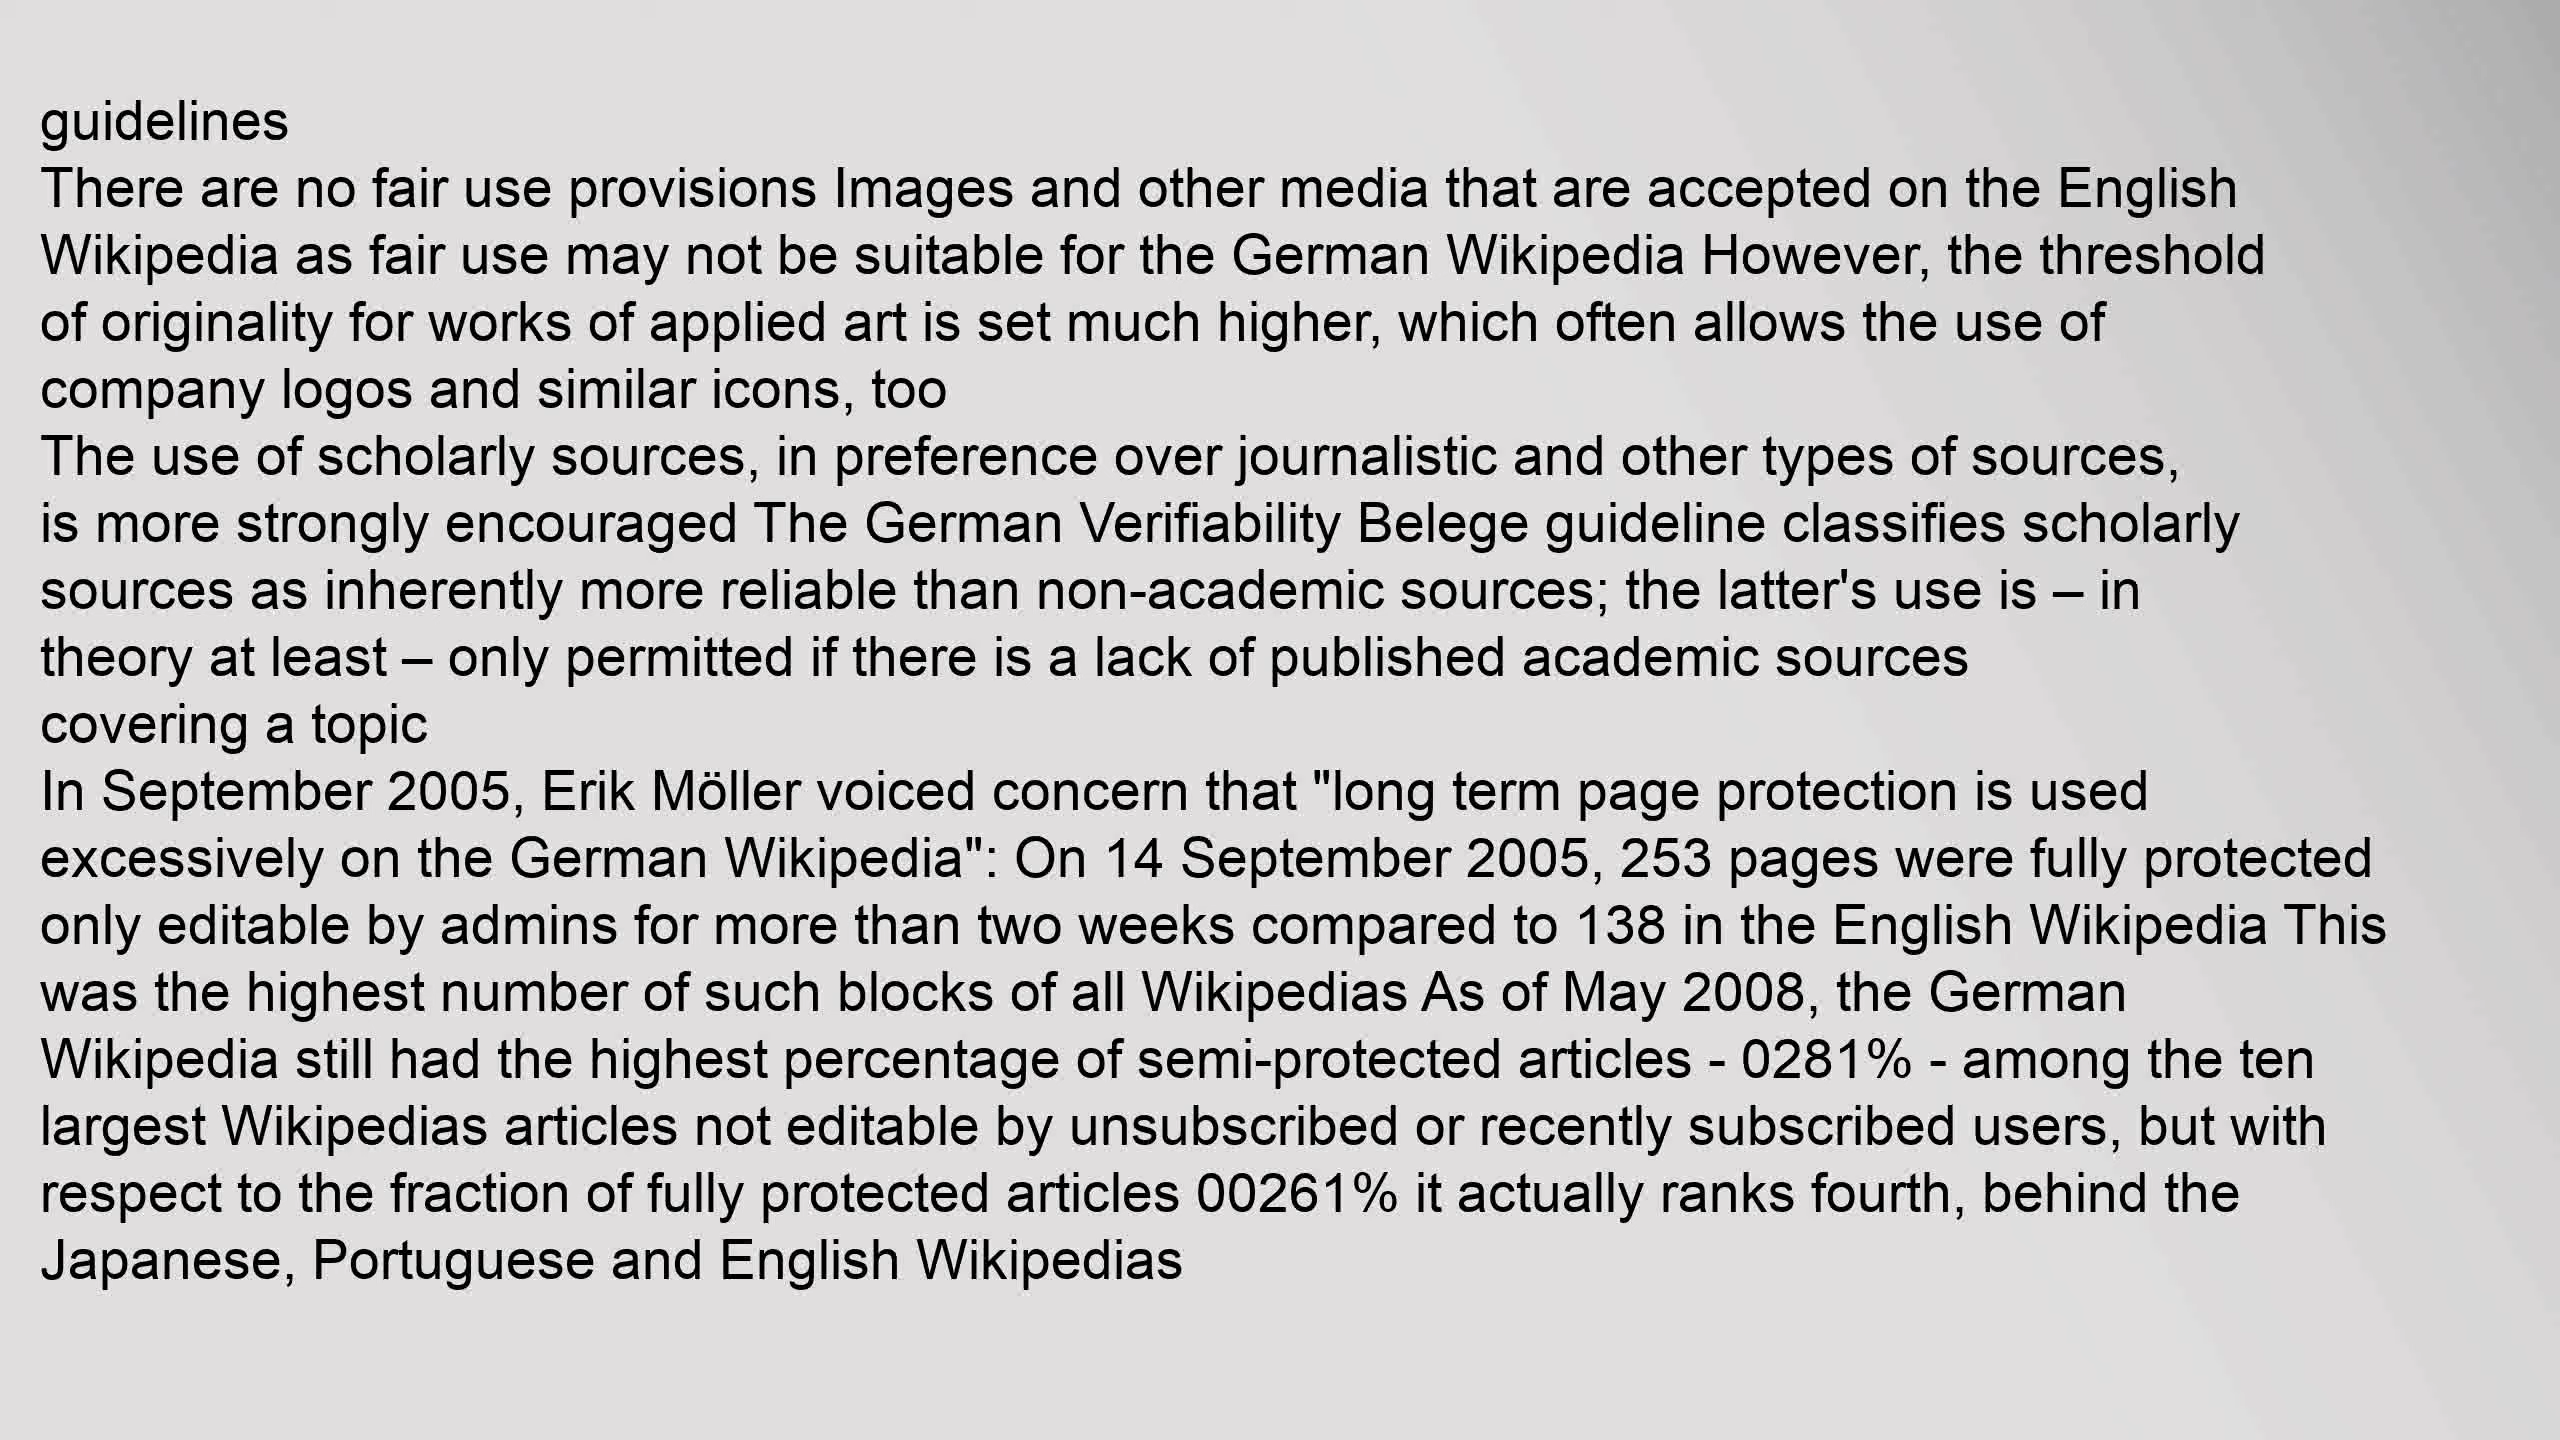 guidelines
There are no fair use provisions Images and other media that are accepted on the English
Wikipedia as fair use may not be suitable for the German Wikipedia However, the threshold
of originality for works of applied art is set much higher, which often allows the use of
company logos and similar icons, too
The use of scholarly sources, in preference over journalistic and other types of sources,
is more strongly encouraged The German Verifiability Belege guideline classifies scholarly
sources as inherently more reliable than non-academic sources; the latter's use is – in
theory at least – only permitted if there is a lack of published academic sources
covering a topic
In September 2005, Erik Möller voiced concern that "long term page protection is used
excessively on the German Wikipedia": On 14 September 2005, 253 pages were fully protected
only editable by admins for more than two weeks compared to 138 in the English Wikipedia This
was the highest number of such blocks of all Wikipedias As of May 2008, the German
Wikipedia still had the highest percentage of semi-protected articles - 0281% - among the ten
largest Wikipedias articles not editable by unsubscribed or recently subscribed users, but with
respect to the fraction of fully protected articles 00261% it actually ranks fourth, behind the
Japanese, Portuguese and English Wikipedias